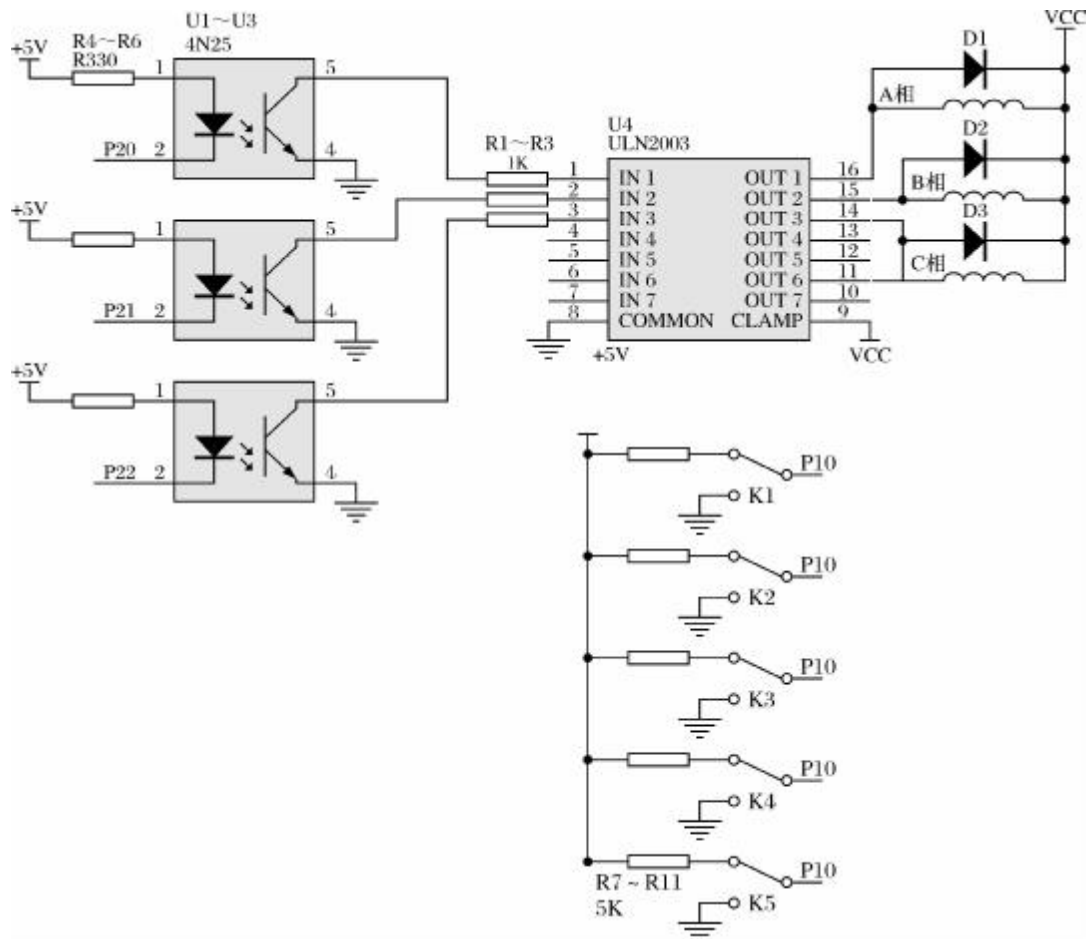 U1～U3
4N25
R4～R6
R330
+5V
1
5
P20
2
4
+5V
1
5
P21
2
4
+5V
1
5
P22
2
4
R1～R3
1K
U4
ULN2003
1 IN 1 OUT 1 16
2 IN 2 OUT 2 15
3 IN 3 OUT 3 14
4 IN 4 OUT 4 13
5 IN 5 OUT 5 12
6 IN 6 OUT 6 11
7 IN 7 OUT 7 10
8 COMMON CLAMP 9
+5V
VCC
VCC
D1
A相
D2
B相
D3
C相
P10
K1
P10
K2
P10
K3
P10
K4
P10
K5
R7 ~ R11
5K